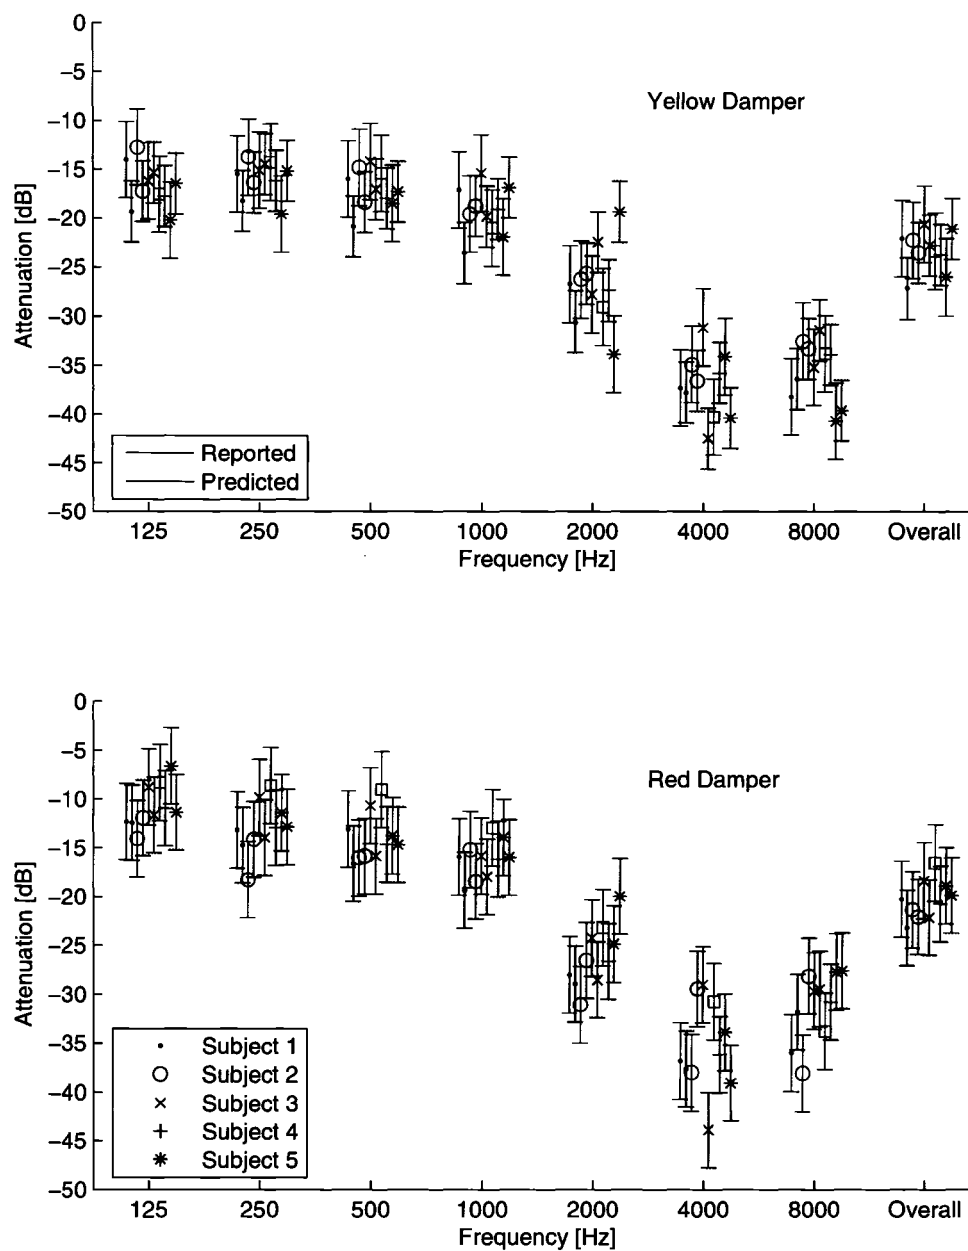 0
−5
−10
−15
−20
−25
−30
−35
−40
−45
−50
Attenuation [dB]
Yellow Damper
Reported
Predicted
125 250 500 1000 2000 4000 8000 Overall
Frequency [Hz]
0
−5
−10
−15
−20
−25
−30
−35
−40
−45
−50
Attenuation [dB]
Red Damper
Subject 1
Subject 2
Subject 3
Subject 4
Subject 5
125 250 500 1000 2000 4000 8000 Overall
Frequency [Hz]